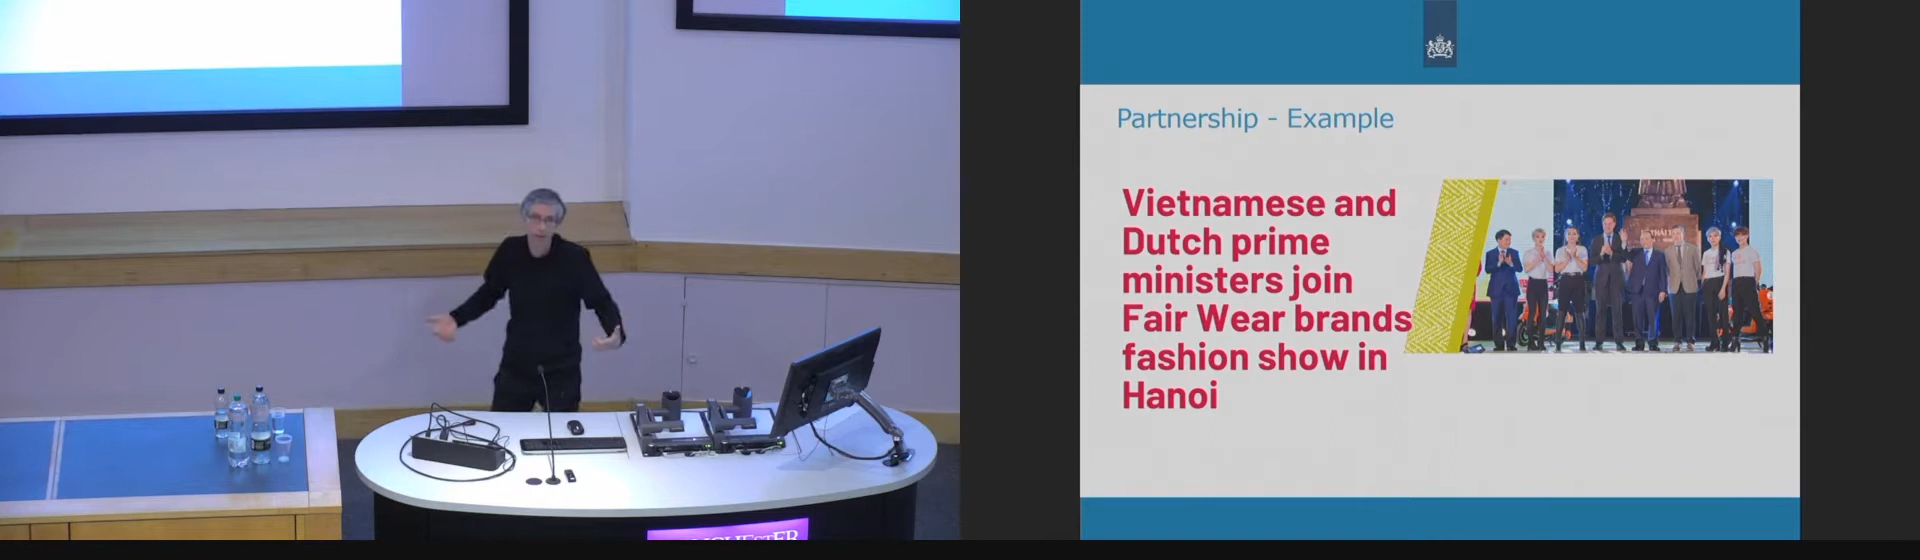 Partnership - Example
Vietnamese and
Dutch prime
ministers join
Fair Wear brands
fashion show in
Hanoi